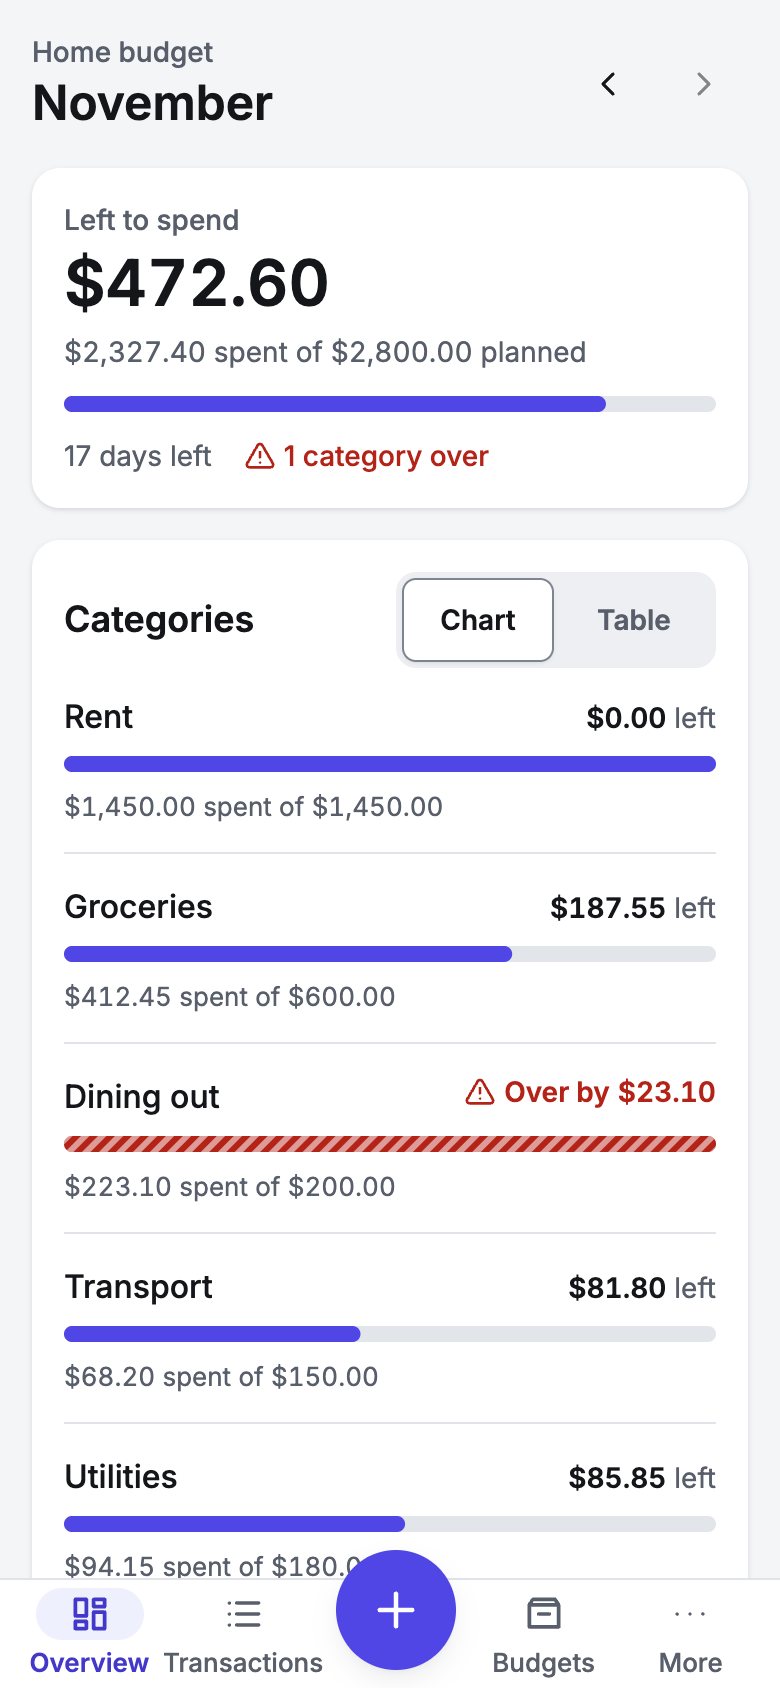 Home budget
November
Left to spend
$472.60
$2,327.40 spent of $2,800.00 planned
17 days left 1 category over
Categories Chart Table
Rent $0.00 left
$1,450.00 spent of $1,450.00
Groceries $187.55 left
$412.45 spent of $600.00
Dining out Over by $23.10
$223.10 spent of $200.00
Transport $81.80 left
$68.20 spent of $150.00
Utilities $85.85 left
$94.15 spent of
Overview Transactions Budgets More